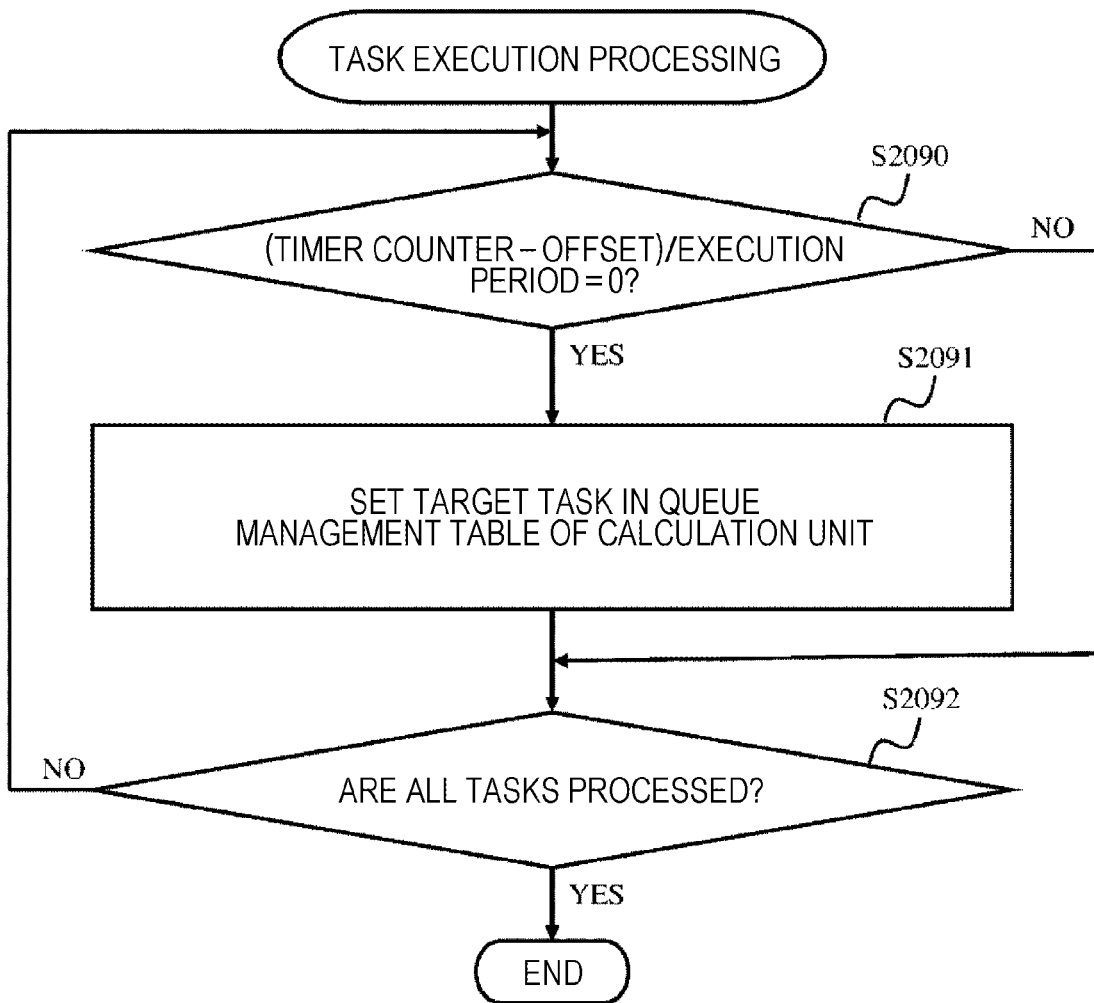 TASK EXECUTION PROCESSING
S2090
(TIMER COUNTER – OFFSET)/EXECUTION
PERIOD = 0?
NO
YES
S2091
SET TARGET TASK IN QUEUE
MANAGEMENT TABLE OF CALCULATION UNIT
S2092
NO
ARE ALL TASKS PROCESSED?
YES
END